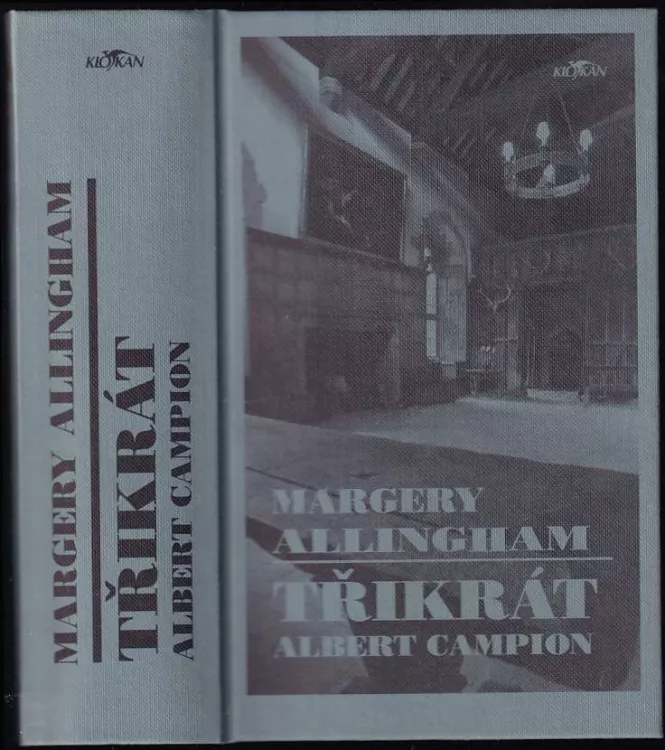 KLOKAN
MARGERY ALLINGHAM
TŘIKRÁT
ALBERT CAMPION
KLOKAN
MARGERY
ALLINGHAM
TŘIKRÁT
ALBERT CAMPION